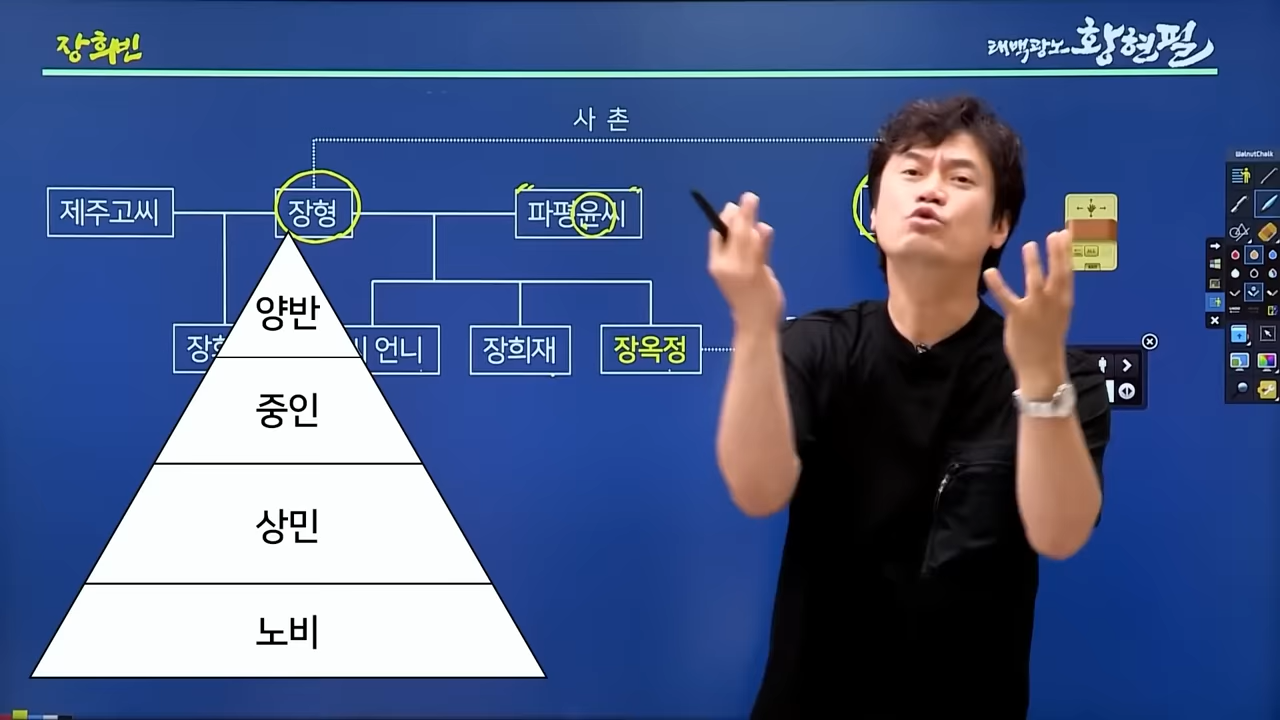 장희빈
태백광노 황현필
사촌
제주고씨
장형
파평윤씨
언니
장희재
장옥정
양반
중인
상민
노비
WalnutChalk